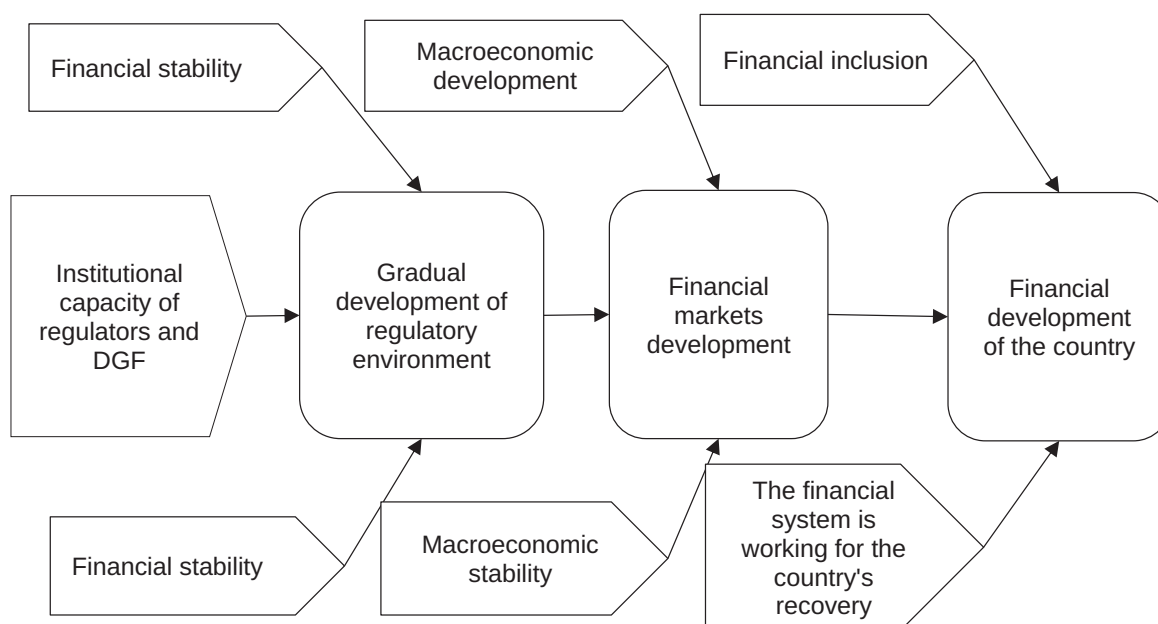 Financial stability
Macroeconomic
development
Financial inclusion
Institutional
capacity of
regulators and
DGF
Gradual
development of
regulatory
environment
Financial
markets
development
Financial
development
of the country
Financial stability
Macroeconomic
stability
The financial
system is
working for the
country's
recovery